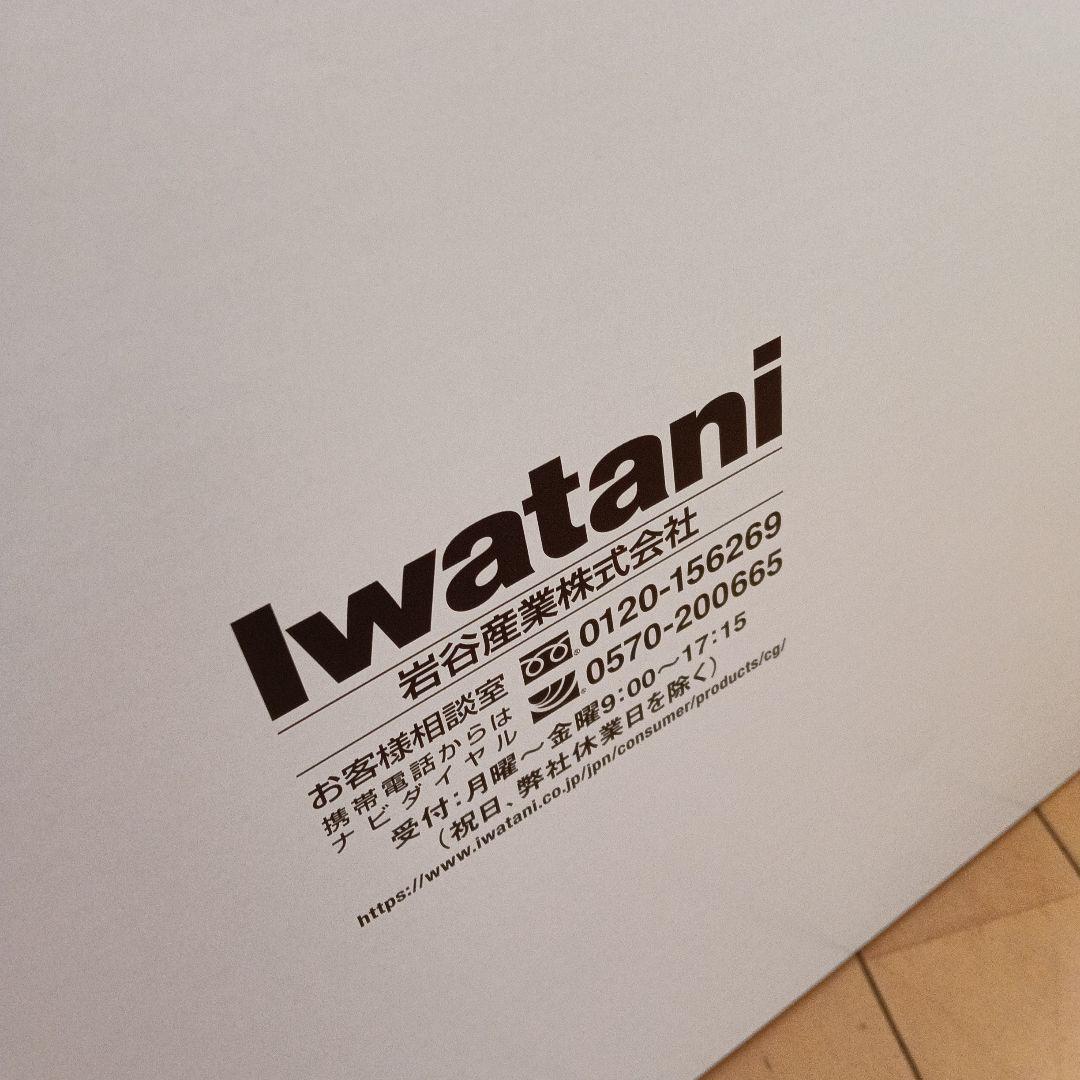 Iwatani
岩谷産業株式会社
お客様相談室 0120-156269
携帯電話からは
ナビダイヤル 0570-200665
受付:月曜～金曜9:00～17:15
(祝日、弊社休業日を除く)
https://www.iwatani.co.jp/jpn/consumer/products/cg/